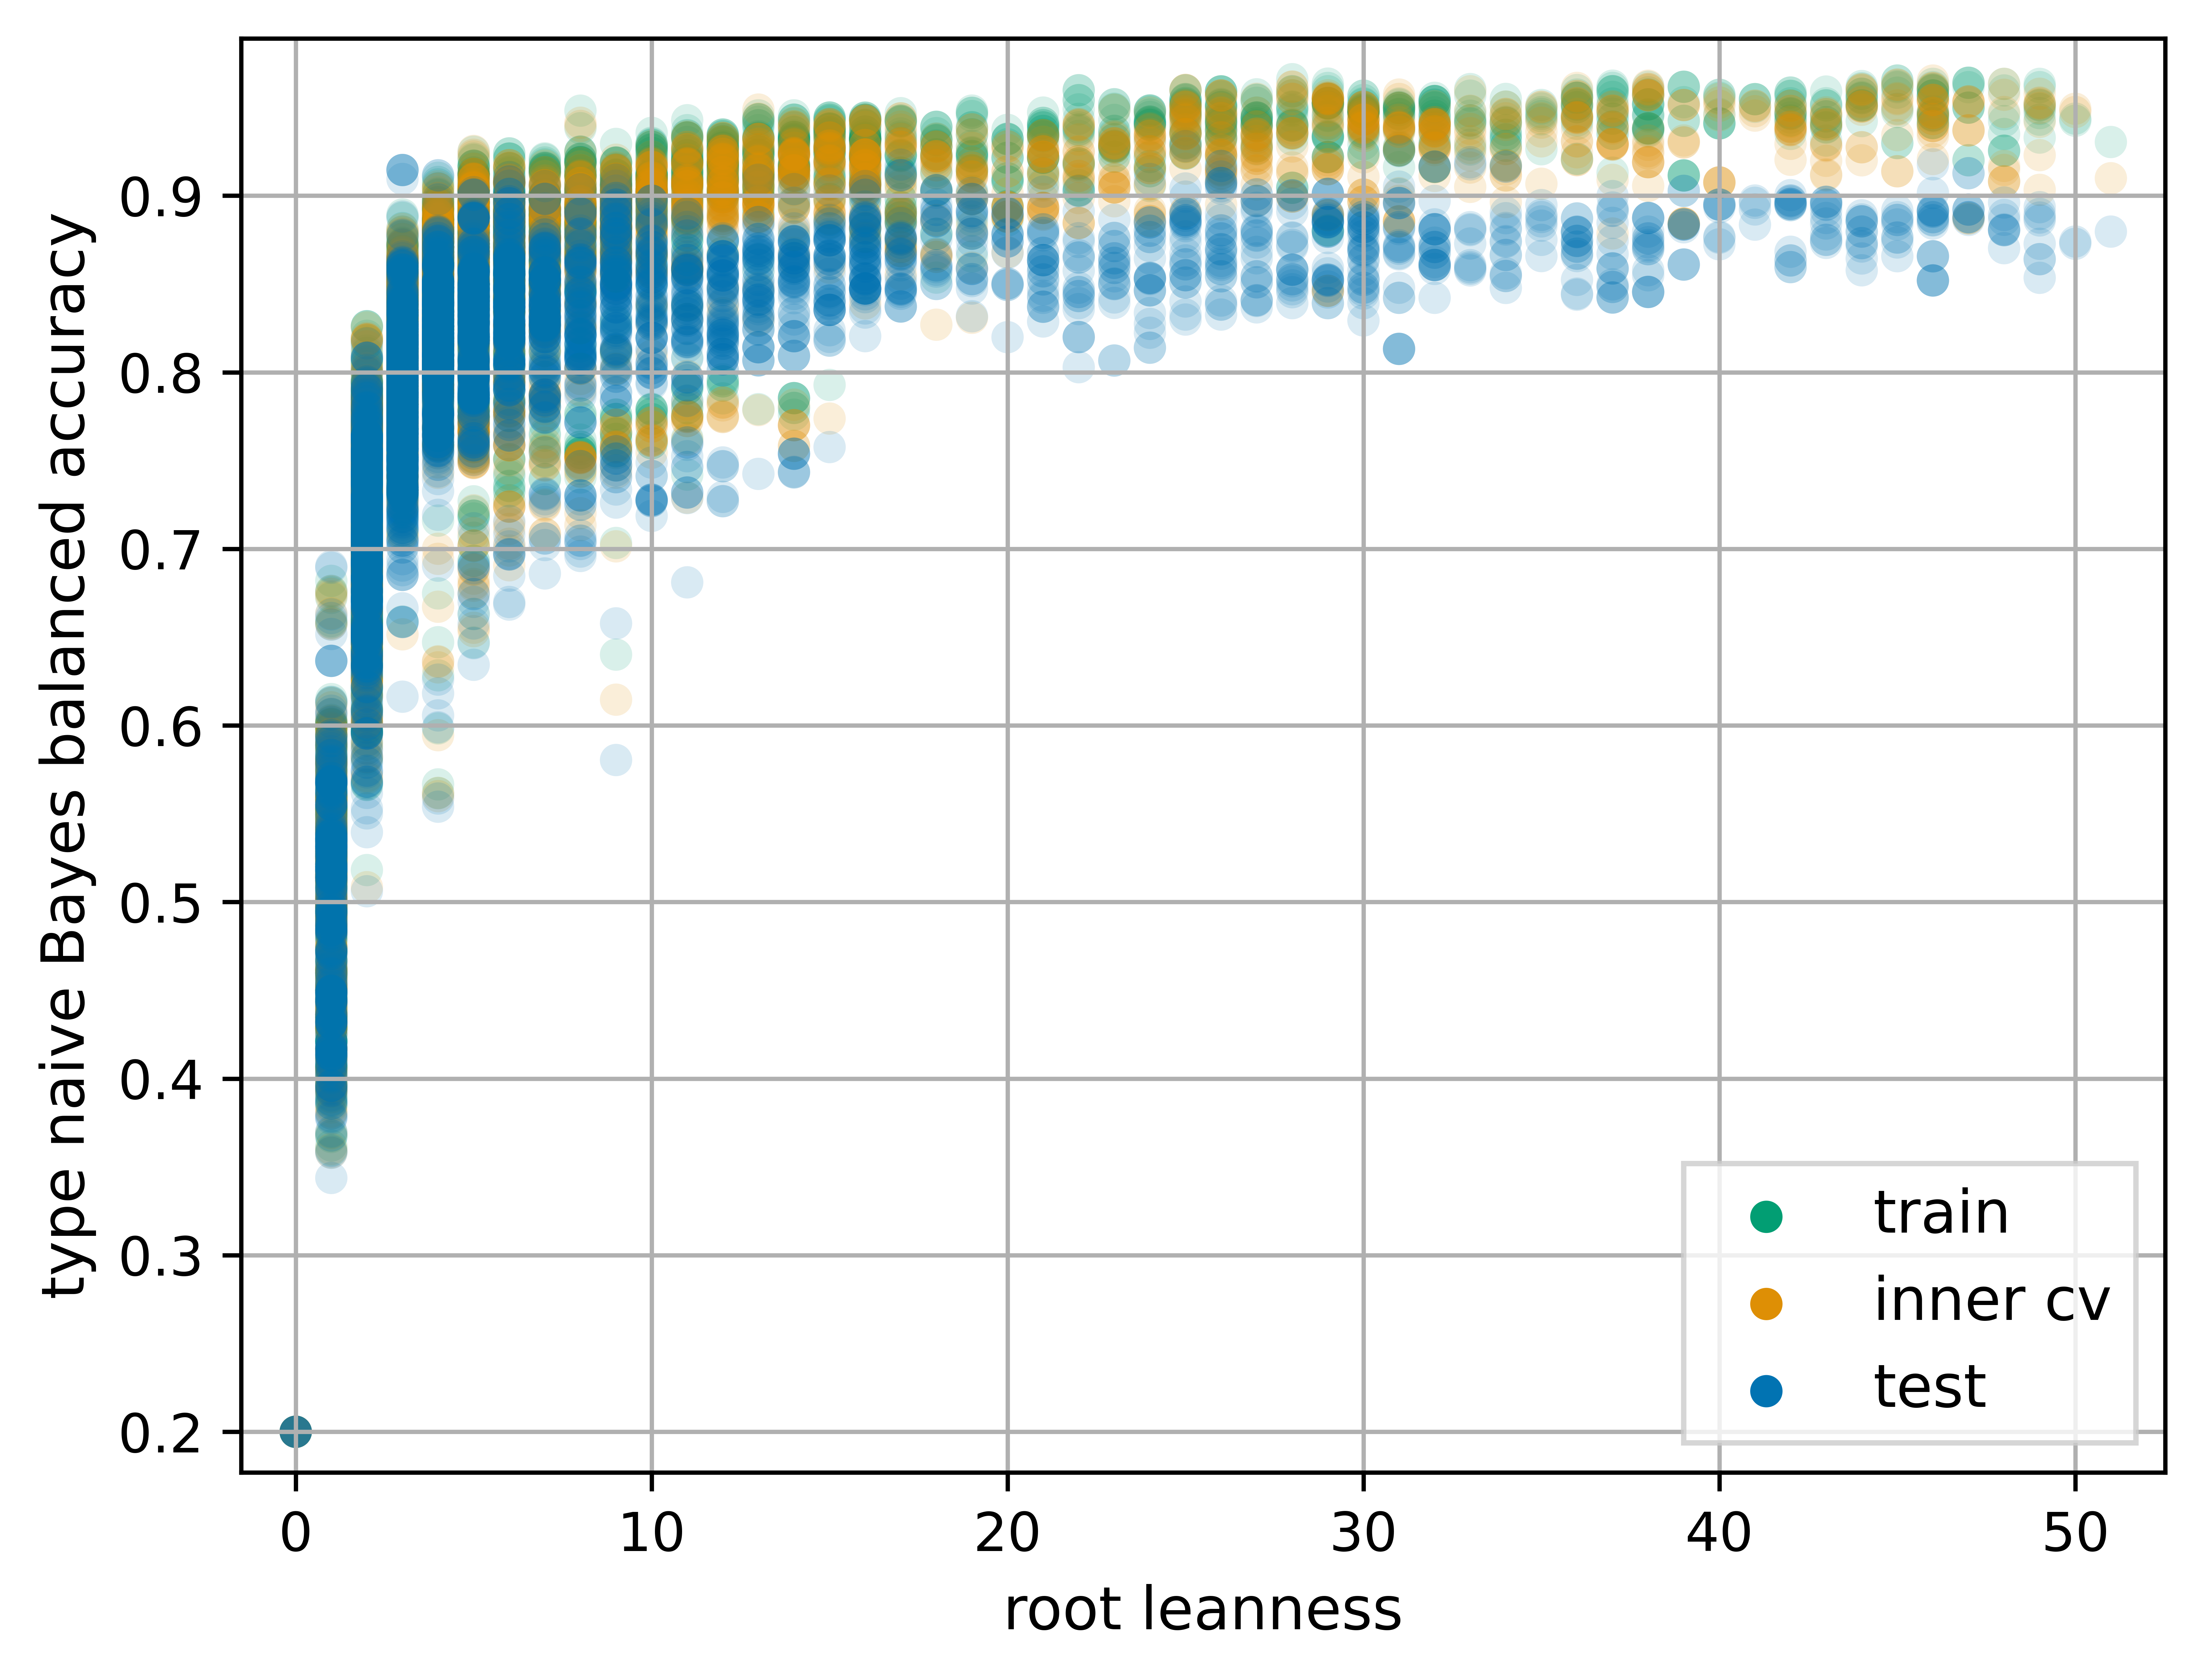 type naive Bayes balanced accuracy
0.9
0.8
0.7
0.6
0.5
0.4
0.3
0.2
train
inner cv
test
0 10 20 30 40 50
root leanness